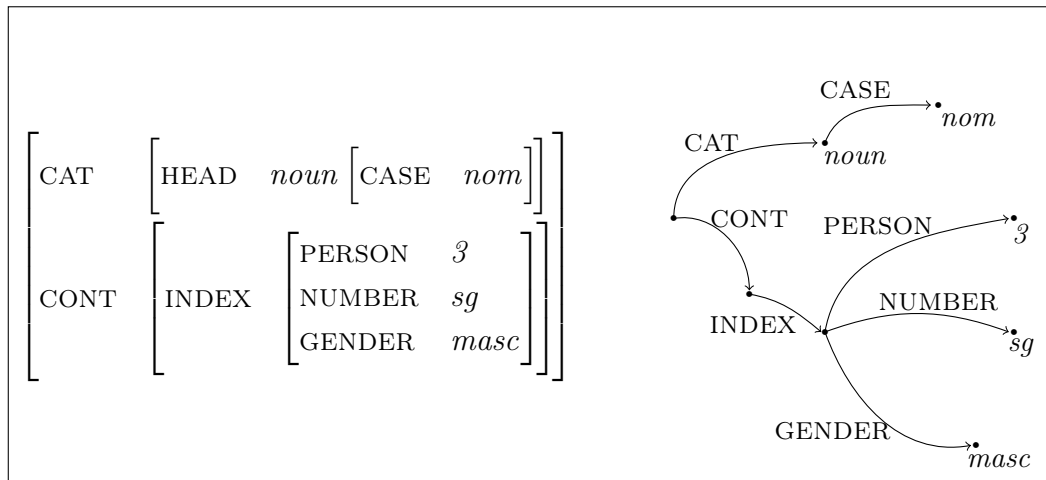 CAT HEAD noun CASE nom
CONT INDEX PERSON 3
NUMBER sg
GENDER masc
CASE
nom
CAT
noun
CONT
PERSON
3
INDEX
NUMBER
sg
GENDER
masc